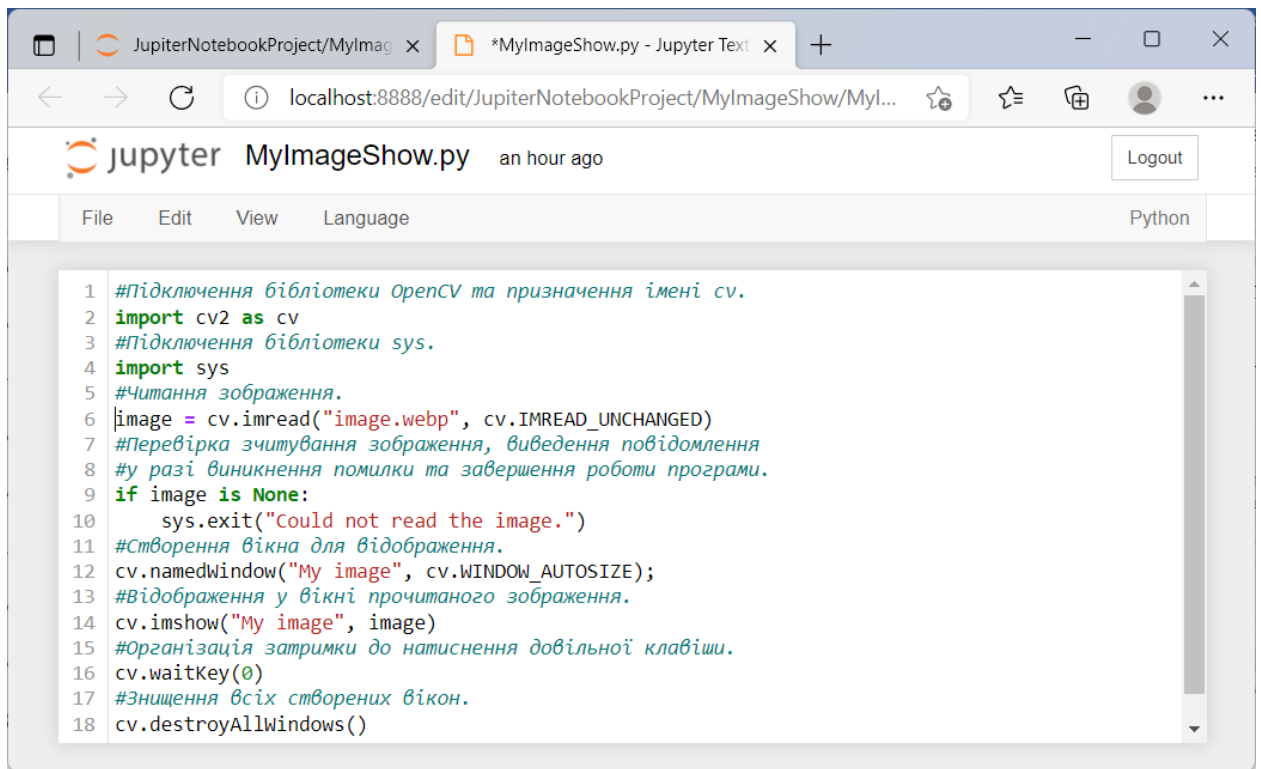 JupiterNotebookProject/MyImag
*MyImageShow.py - Jupyter Text
localhost:8888/edit/JupiterNotebookProject/MyImageShow/MyI...
jupyter MyImageShow.py an hour ago Logout
File Edit View Language Python
1 #Підключення бібліотеки OpenCV та призначення імені cv.
2 import cv2 as cv
3 #Підключення бібліотеки sys.
4 import sys
5 #Читання зображення.
6 image = cv.imread("image.webp", cv.IMREAD_UNCHANGED)
7 #Перевірка зчитування зображення, виведення повідомлення
8 #у разі виникнення помилки та завершення роботи програми.
9 if image is None:
10     sys.exit("Could not read the image.")
11 #Створення вікна для відображення.
12 cv.namedWindow("My image", cv.WINDOW_AUTOSIZE);
13 #Відображення у вікні прочитаного зображення.
14 cv.imshow("My image", image)
15 #Організація затримки до натиснення довільної клавіши.
16 cv.waitKey(0)
17 #Знищення всіх створених вікон.
18 cv.destroyAllWindows()